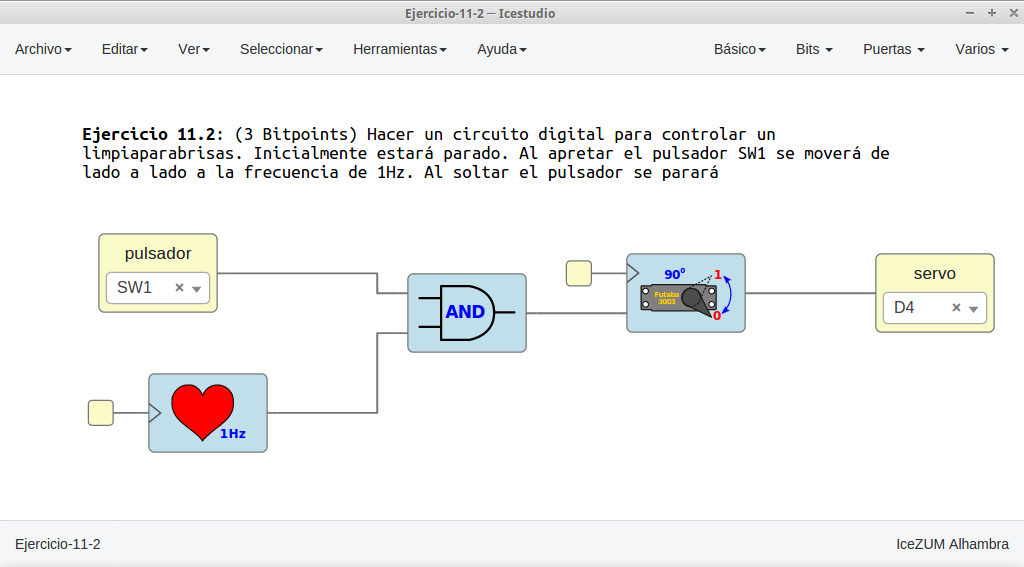 Ejercicio-11-2 ─ Icestudio
Archivo Editar Ver Seleccionar Herramientas Ayuda Básico Bits Puertas Varios
Ejercicio 11.2: (3 Bitpoints) Hacer un circuito digital para controlar un
limpiaparabrisas. Inicialmente estará parado. Al apretar el pulsador SW1 se moverá de
lado a lado a la frecuencia de 1Hz. Al soltar el pulsador se parará
pulsador
SW1
AND
90º
1
Futaba
3003
0
servo
D4
1Hz
Ejercicio-11-2
IceZUM Alhambra